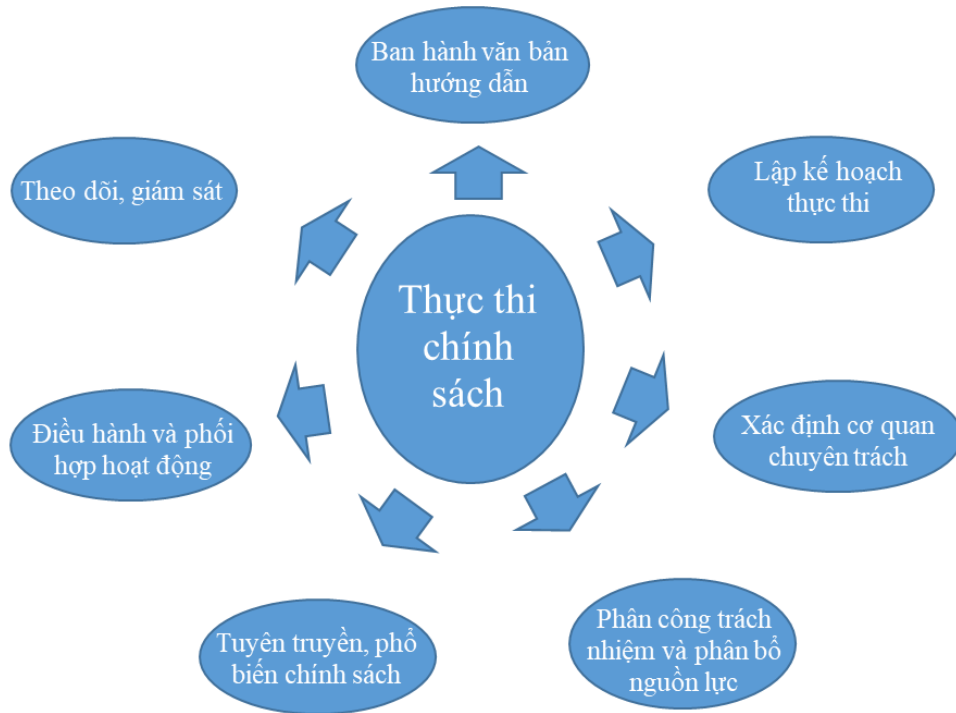 Ban hành văn bản
hướng dẫn
Theo dõi, giám sát
Lập kế hoạch
thực thi
Thực thi
chính
sách
Điều hành và phối
hợp hoạt động
Xác định cơ quan
chuyên trách
Tuyên truyền, phổ
biến chính sách
Phân công trách
nhiệm và phân bổ
nguồn lực